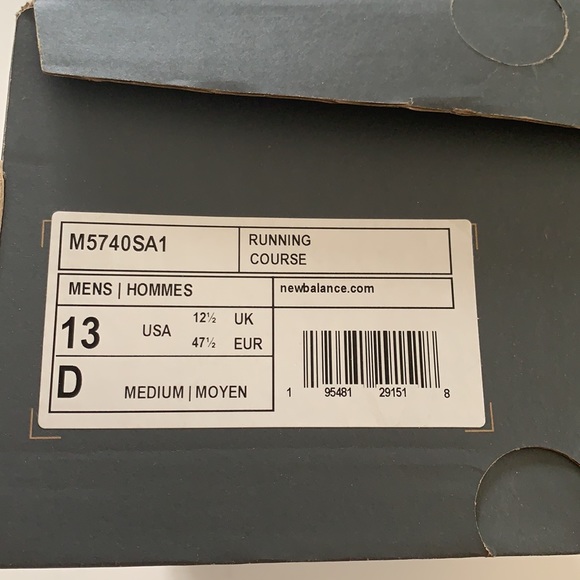 M5740SA1
RUNNING
COURSE
MENS | HOMMES
newbalance.com
13 USA 12½ UK
47½ EUR
D MEDIUM | MOYEN
1 95481 29151 8